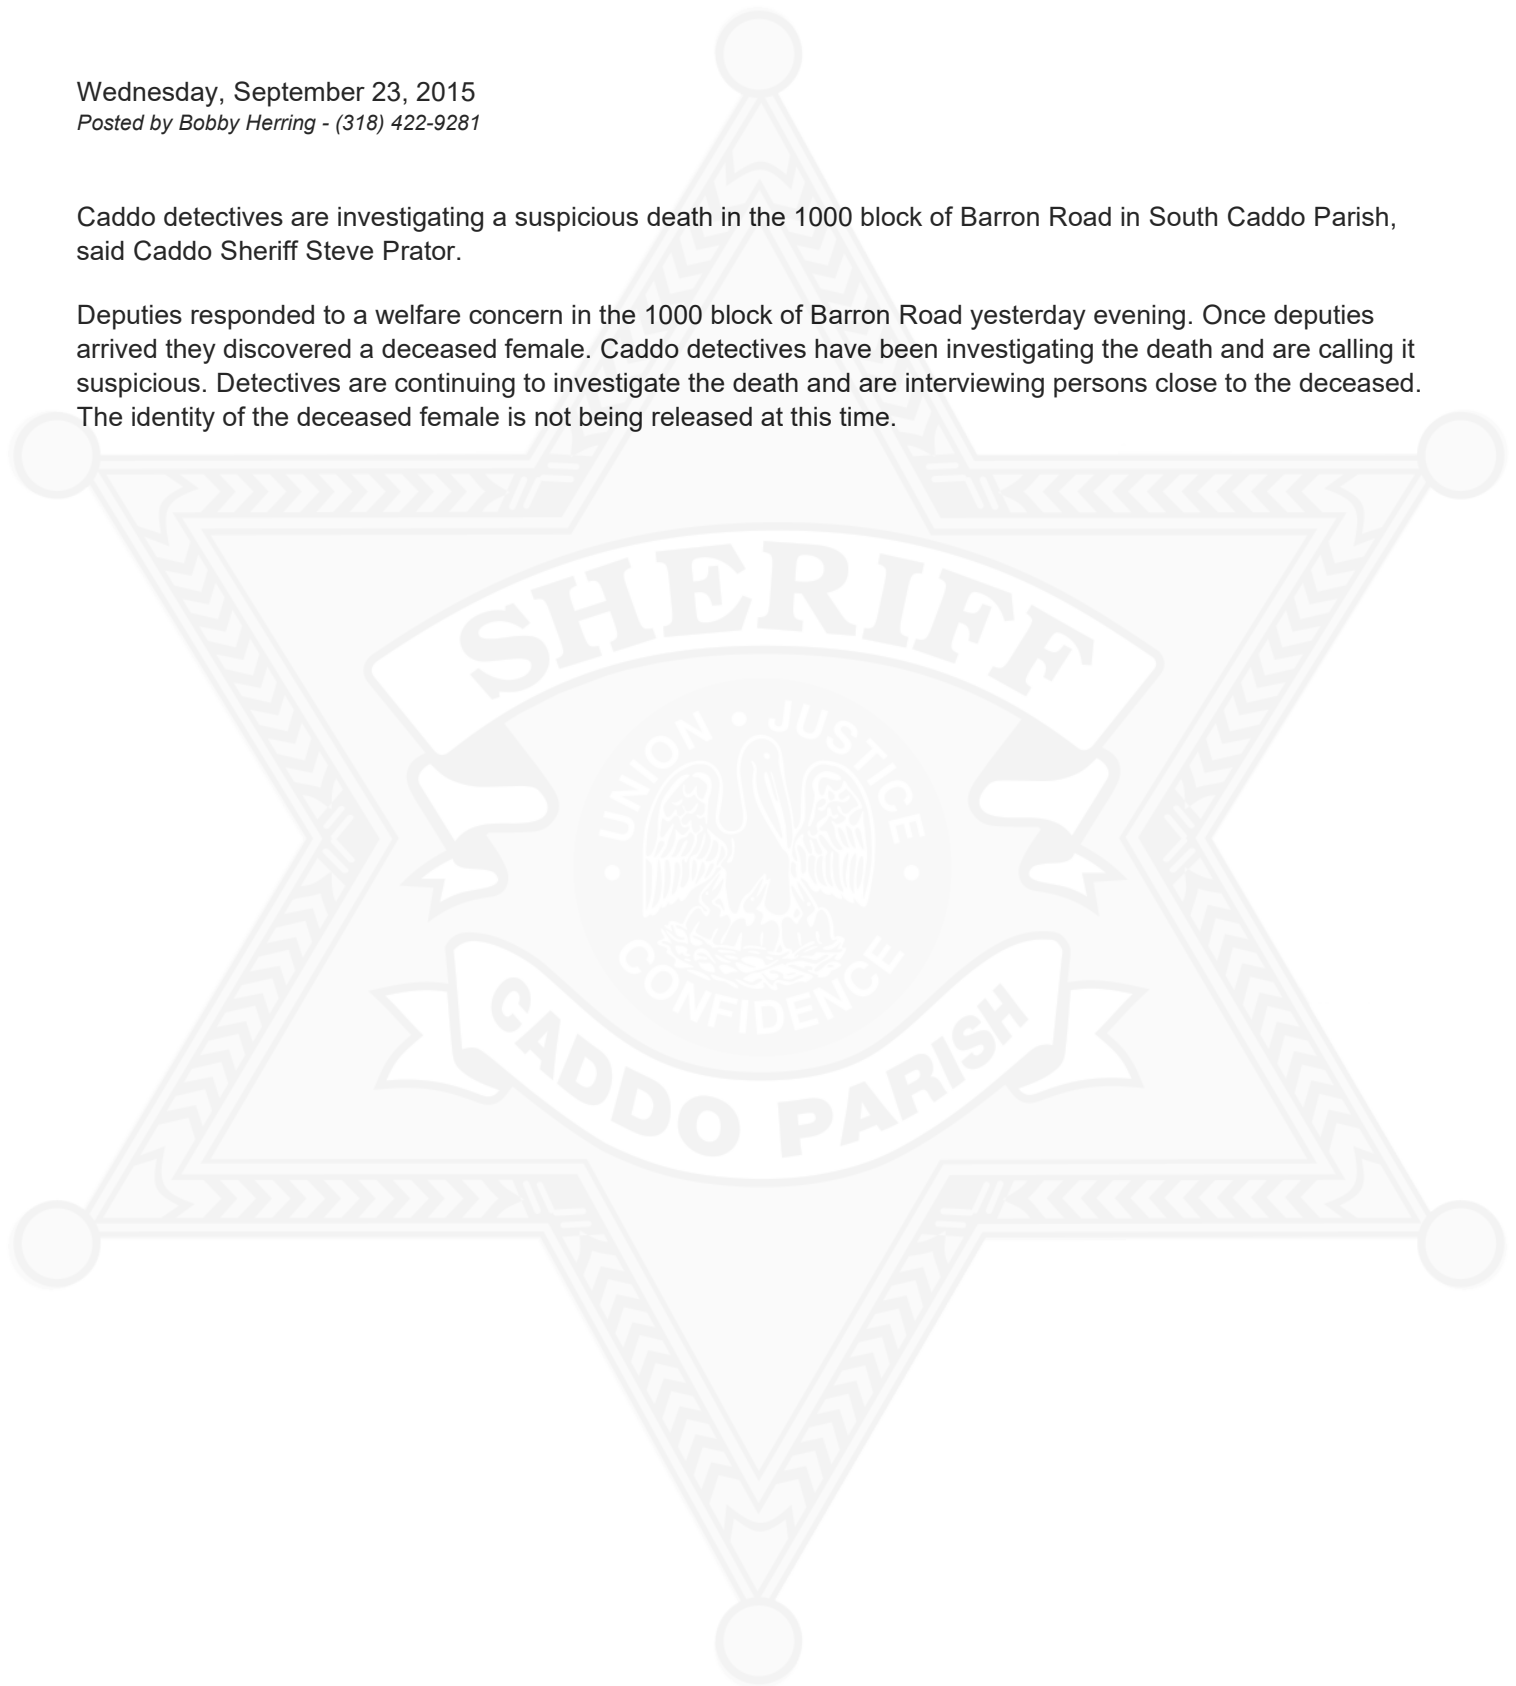 Wednesday, September 23, 2015
Posted by Bobby Herring - (318) 422-9281
Caddo detectives are investigating a suspicious death in the 1000 block of Barron Road in South Caddo Parish,
said Caddo Sheriff Steve Prator.
Deputies responded to a welfare concern in the 1000 block of Barron Road yesterday evening. Once deputies
arrived they discovered a deceased female. Caddo detectives have been investigating the death and are calling it
suspicious. Detectives are continuing to investigate the death and are interviewing persons close to the deceased.
The identity of the deceased female is not being released at this time.
SHERIFF
UNION • JUSTICE
• CONFIDENCE •
CADDO PARISH